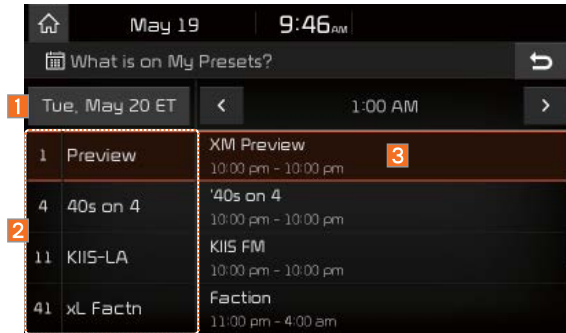 May 19 9:46 AM
What is on My Presets?
1 Tue, May 20 ET < 1:00 AM >
1 Preview XM Preview 3
10:00 pm - 10:00 pm
4 40s on 4 '40s on 4
10:00 pm - 10:00 pm
2
11 KIIS-LA KIIS FM
10:00 pm - 10:00 pm
41 xL Factn Faction
11:00 pm - 4:00 am